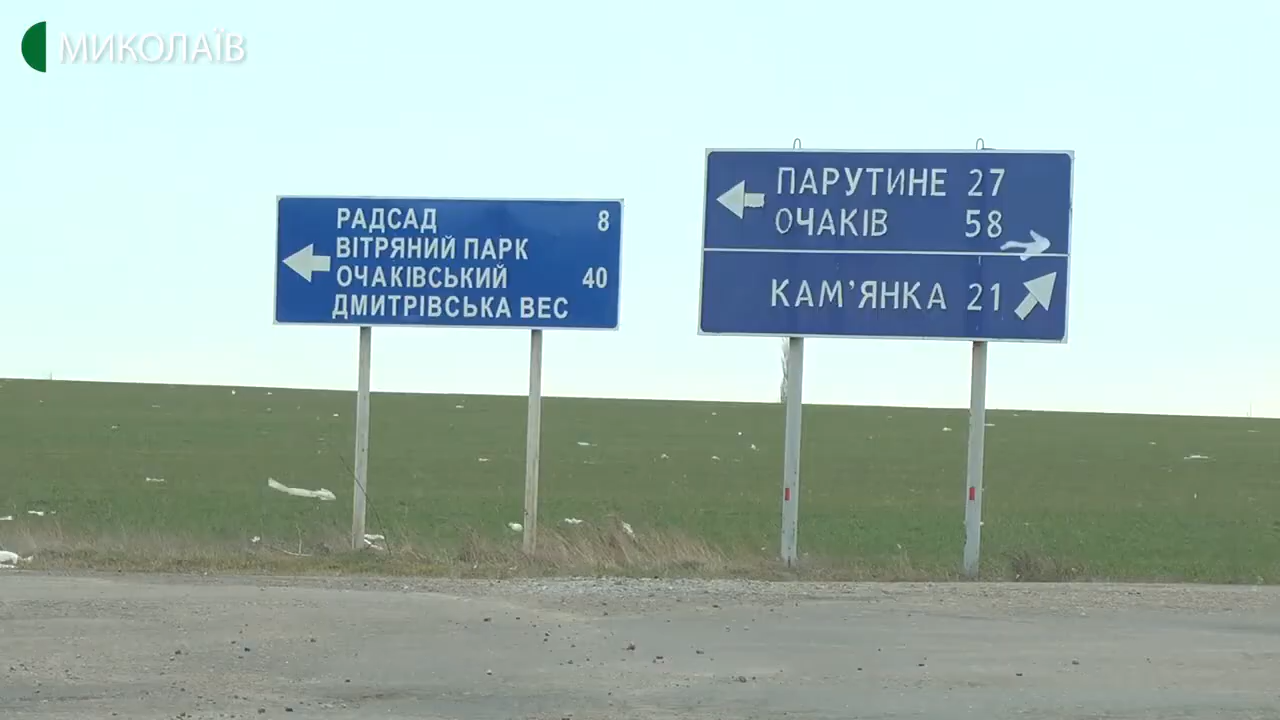 МИКОЛАЇВ
РАДСАД 8
ВІТРЯНИЙ ПАРК
ОЧАКІВСЬКИЙ 40
ДМИТРІВСЬКА ВЕС
ПАРУТИНЕ 27
ОЧАКІВ 58
КАМ'ЯНКА 21